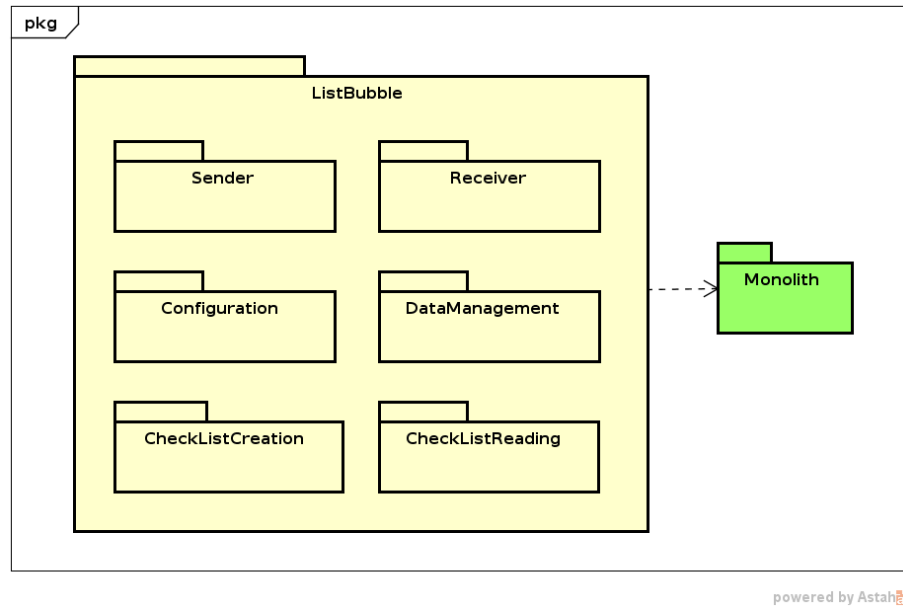 pkg
ListBubble
Sender
Receiver
Monolith
Configuration
DataManagement
CheckListCreation
CheckListReading
powered by Astah